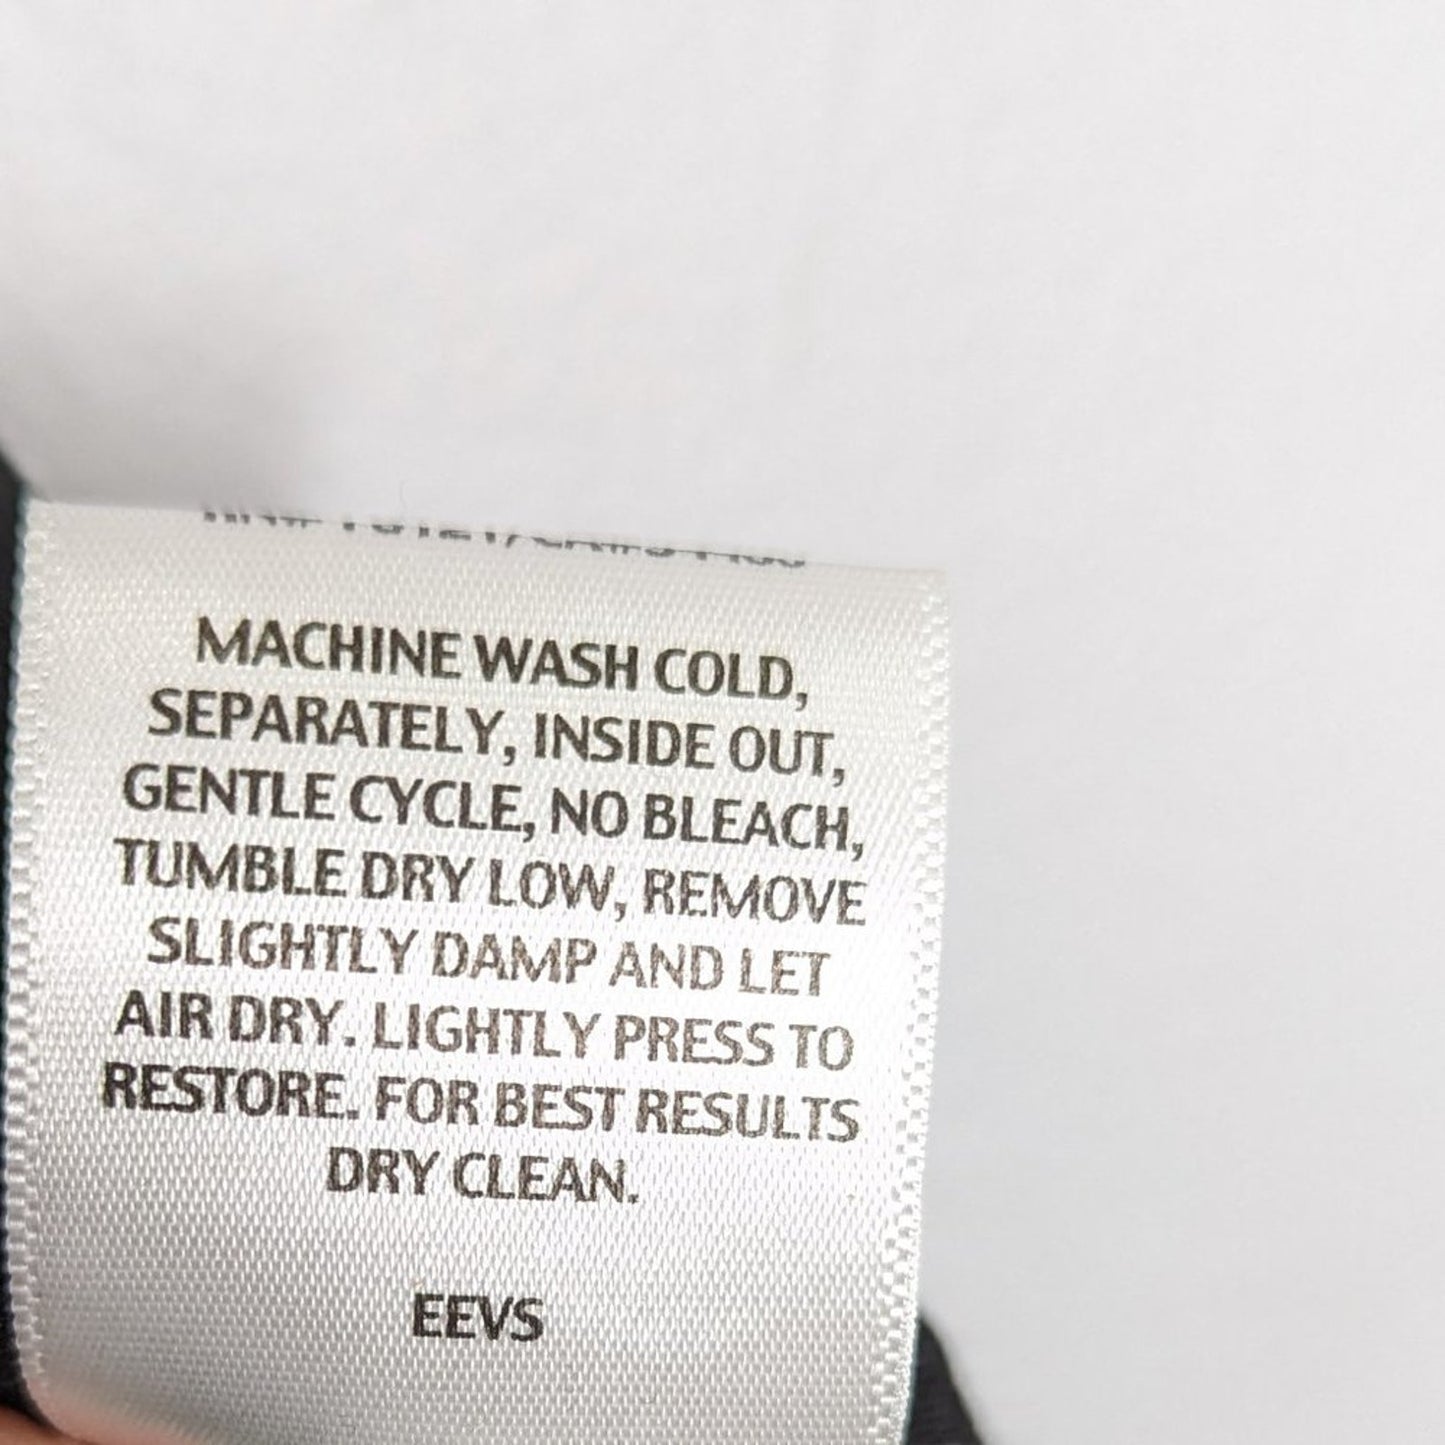 MACHINE WASH COLD,
SEPARATELY, INSIDE OUT,
GENTLE CYCLE, NO BLEACH,
TUMBLE DRY LOW, REMOVE
SLIGHTLY DAMP AND LET
AIR DRY. LIGHTLY PRESS TO
RESTORE. FOR BEST RESULTS
DRY CLEAN.
EEVS